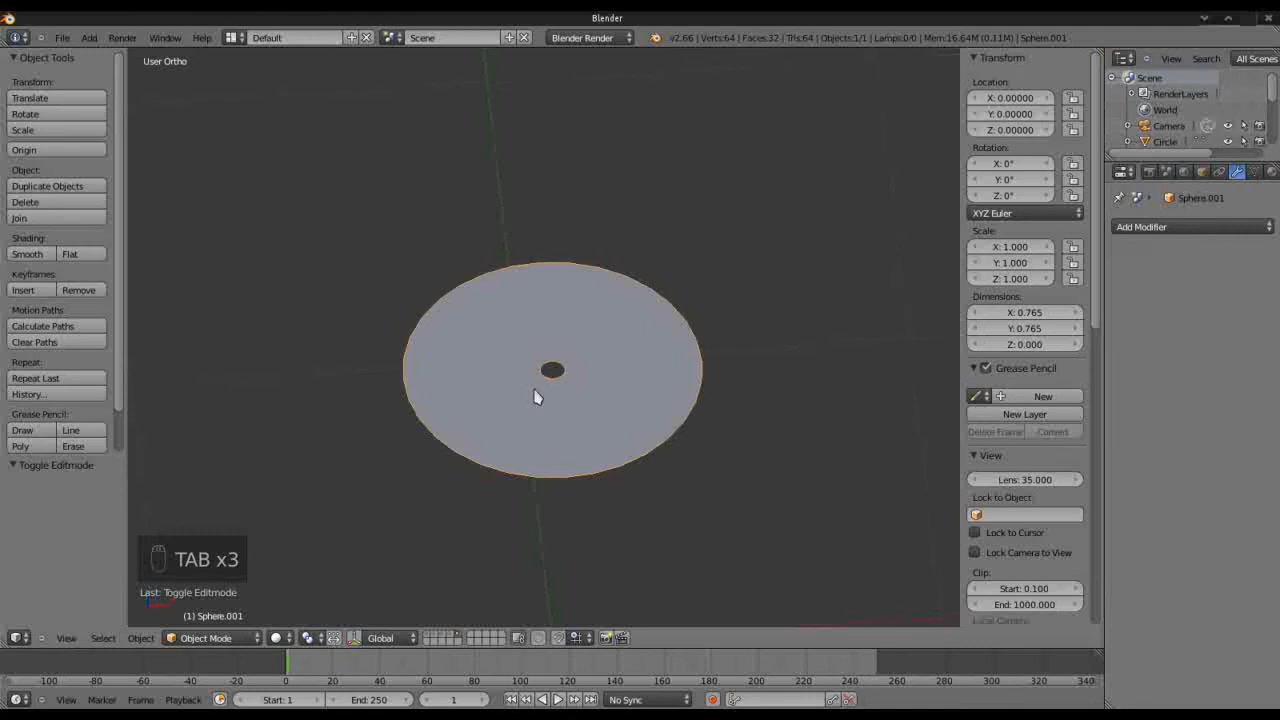 Blender
File Add Render Window Help Default Scene Blender Render v2.66 | Verts:64 | Faces:32 | Tris:64 | Objects:1/1 | Lamps:0/0 | Mem:16.64M (0.11M) | Sphere.001
Object Tools
Transform:
Translate
Rotate
Scale
Origin
Object:
Duplicate Objects
Delete
Join
Shading:
Smooth Flat
Keyframes:
Insert Remove
Motion Paths:
Calculate Paths
Clear Paths
Repeat:
Repeat Last
History...
Grease Pencil:
Draw Line
Poly Erase
Toggle Editmode
User Ortho
TAB x3
Last: Toggle Editmode
(1) Sphere.001
Transform
Location:
X: 0.00000
Y: 0.00000
Z: 0.00000
Rotation:
X: 0°
Y: 0°
Z: 0°
XYZ Euler
Scale:
X: 1.000
Y: 1.000
Z: 1.000
Dimensions:
X: 0.765
Y: 0.765
Z: 0.000
Grease Pencil
New
New Layer
Delete Frame Convert
View
Lens: 35.000
Lock to Object:
Lock to Cursor
Lock Camera to View
Clip:
Start: 0.100
End: 1000.000
Local Camera:
View Search All Scenes
Scene
RenderLayers
World
Camera
Circle
Sphere.001
Add Modifier
View Select Object Object Mode Global
-100 -80 -60 -40 -20 0 20 40 60 80 100 120 140 160 180 200 220 240 260 280 300 320 340
View Marker Frame Playback Start: 1 End: 250 1 No Sync